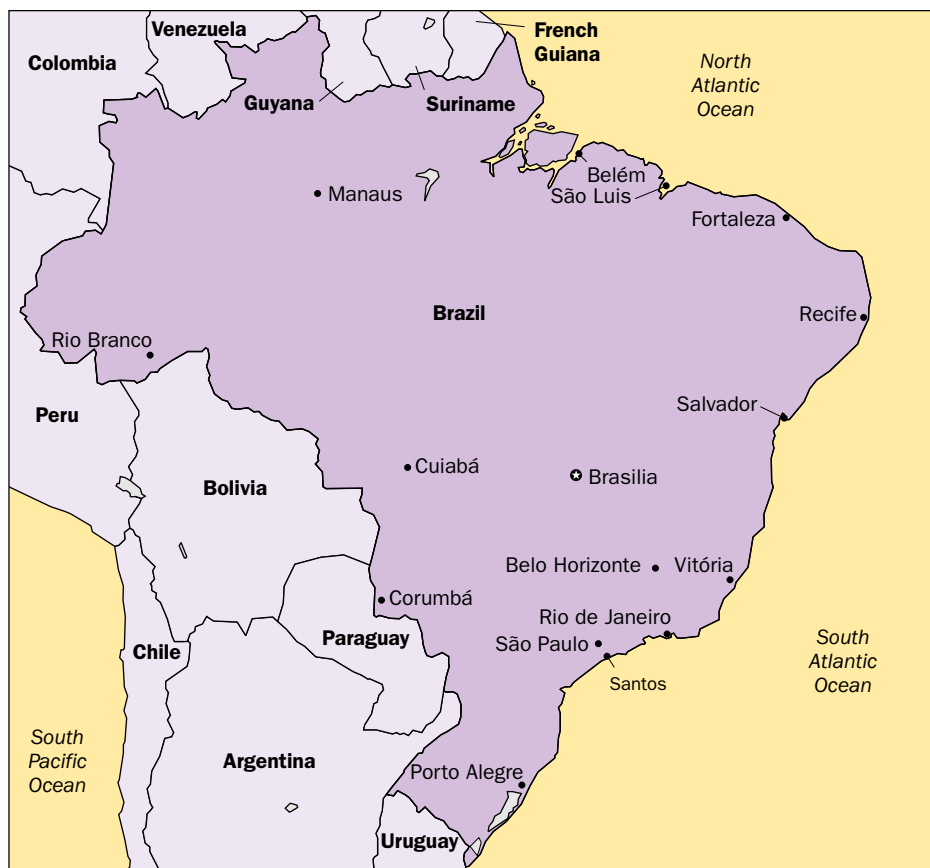 Venezuela
French
Guiana
Colombia
North
Atlantic
Ocean
Guyana
Suriname
Belém
Manaus
São Luis
Fortaleza
Brazil
Recife
Rio Branco
Salvador
Peru
Cuiabá
Brasilia
Bolivia
Belo Horizonte
Vitória
Corumbá
Rio de Janeiro
Paraguay
São Paulo
Chile
South
Atlantic
Ocean
Santos
South
Pacific
Ocean
Argentina
Porto Alegre
Uruguay